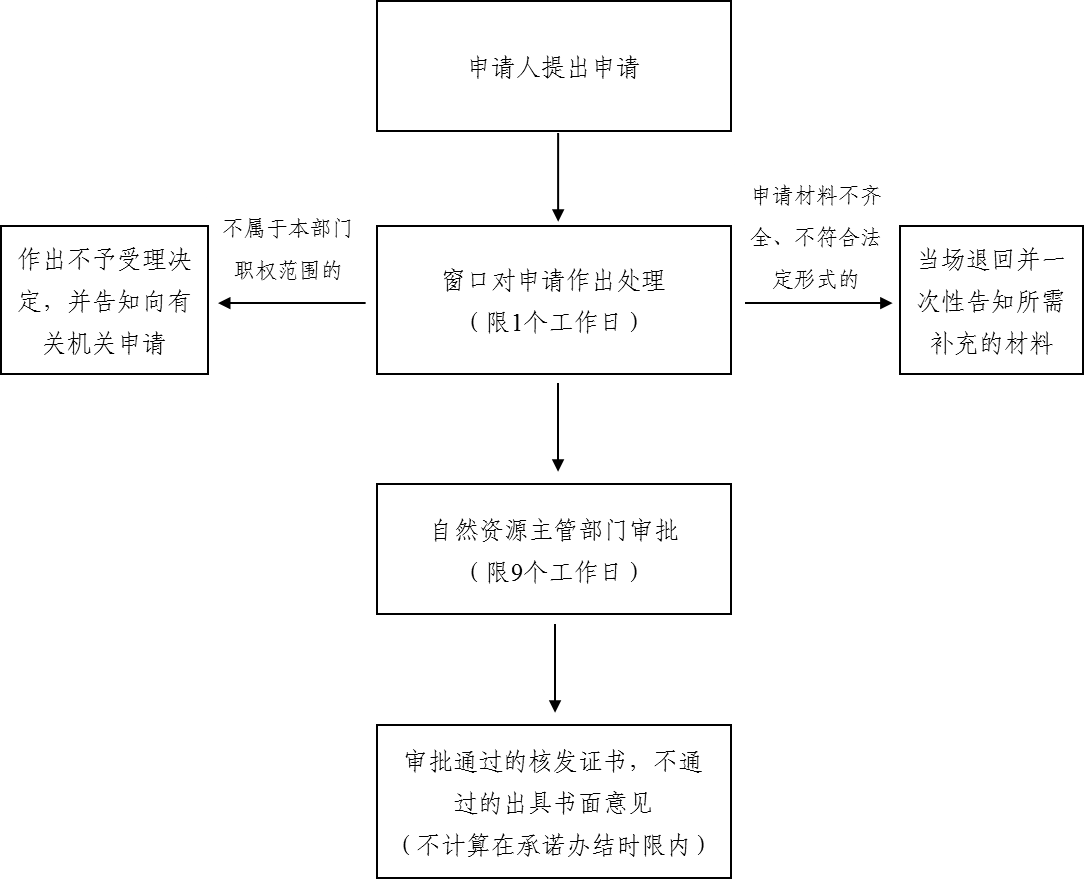 申请人提出申请
不属于本部门
职权范围的
申请材料不齐
全、不符合法
定形式的
作出不予受理决
定，并告知向有
关机关申请
窗口对申请作出处理
（限1个工作日）
当场退回并一
次性告知所需
补充的材料
自然资源主管部门审批
（限9个工作日）
审批通过的核发证书，不通
过的出具书面意见
（不计算在承诺办结时限内）